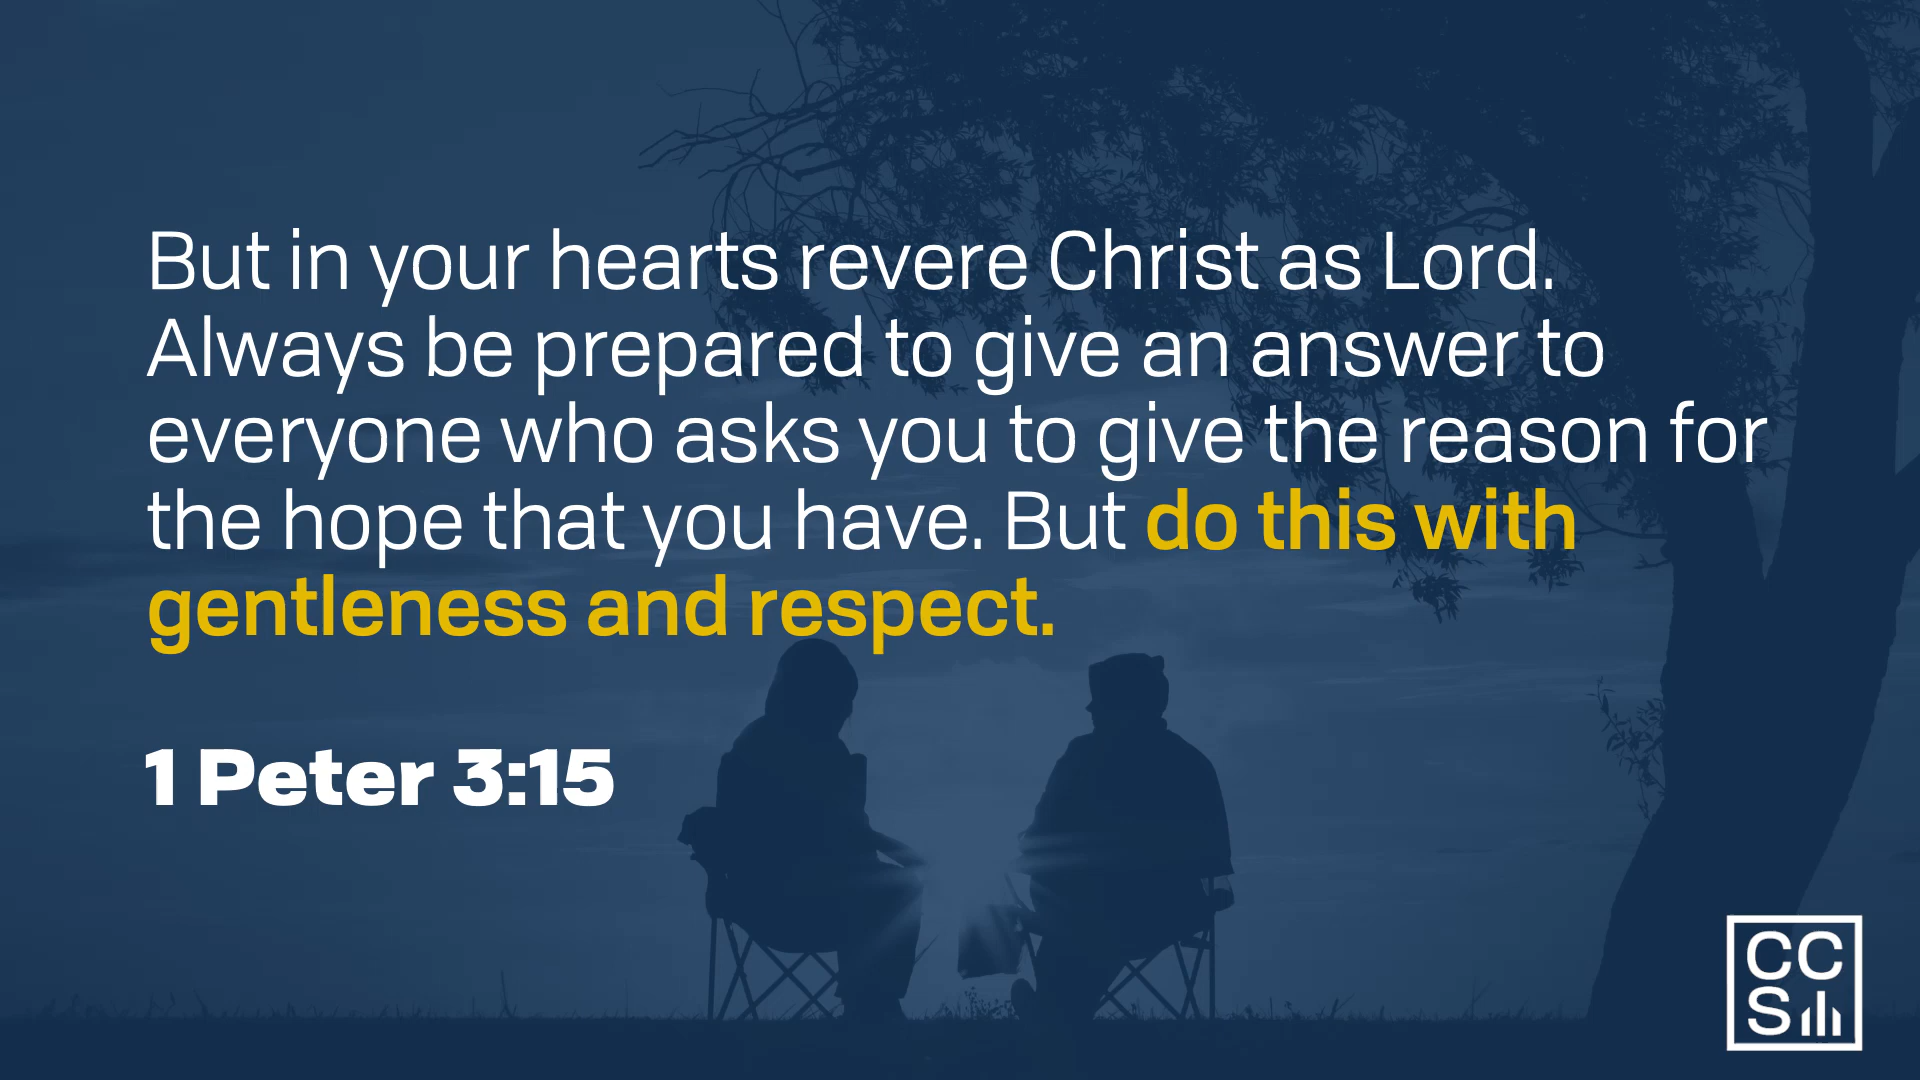 But in your hearts revere Christ as Lord.
Always be prepared to give an answer to
everyone who asks you to give the reason for
the hope that you have. But do this with
gentleness and respect.
1 Peter 3:15
CC
S